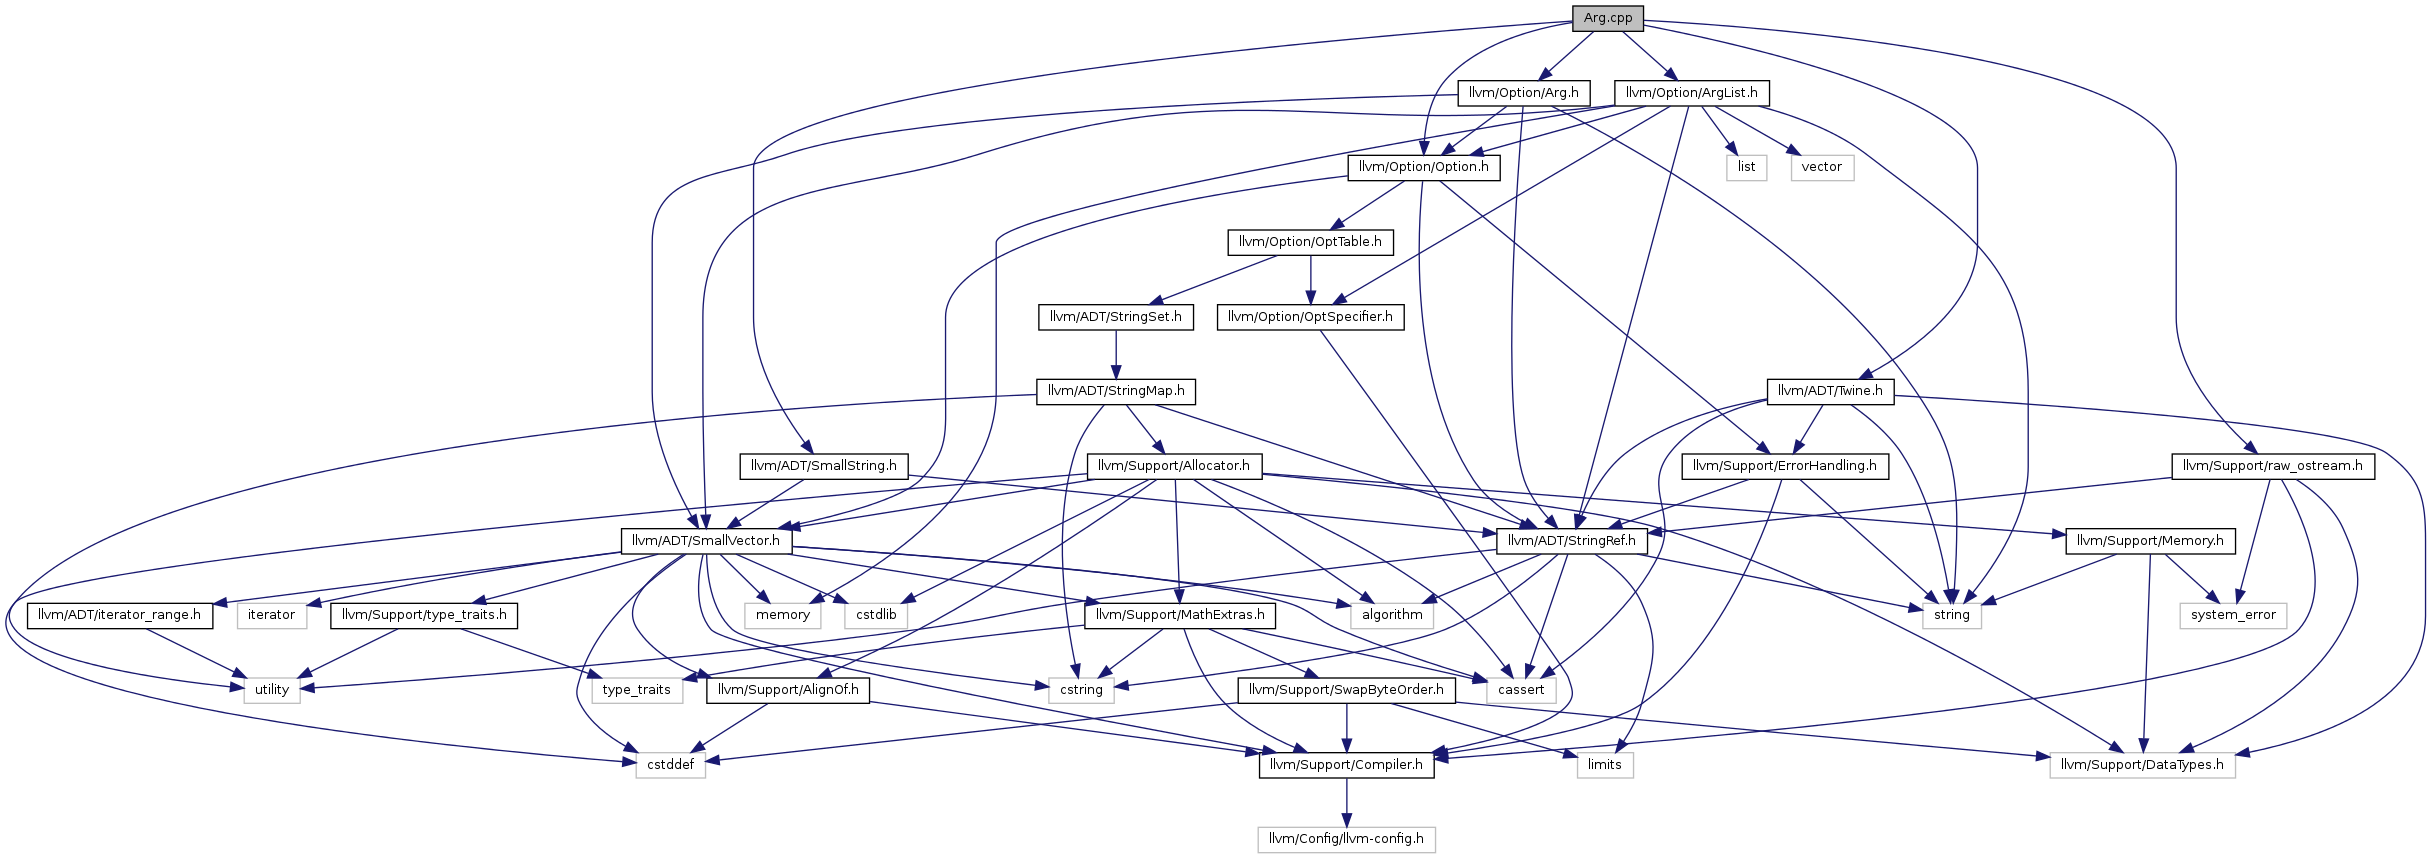 Arg.cpp
llvm/Option/Arg.h
llvm/Option/ArgList.h
llvm/Option/Option.h
list
vector
llvm/Option/OptTable.h
llvm/ADT/StringSet.h
llvm/Option/OptSpecifier.h
llvm/ADT/StringMap.h
llvm/ADT/Twine.h
llvm/ADT/SmallString.h
llvm/Support/Allocator.h
llvm/Support/ErrorHandling.h
llvm/Support/raw_ostream.h
llvm/ADT/SmallVector.h
llvm/ADT/StringRef.h
llvm/Support/Memory.h
llvm/ADT/iterator_range.h
iterator
llvm/Support/type_traits.h
memory
cstdlib
llvm/Support/MathExtras.h
algorithm
string
system_error
utility
type_traits
llvm/Support/AlignOf.h
cstring
llvm/Support/SwapByteOrder.h
cassert
cstddef
llvm/Support/Compiler.h
limits
llvm/Support/DataTypes.h
llvm/Config/llvm-config.h